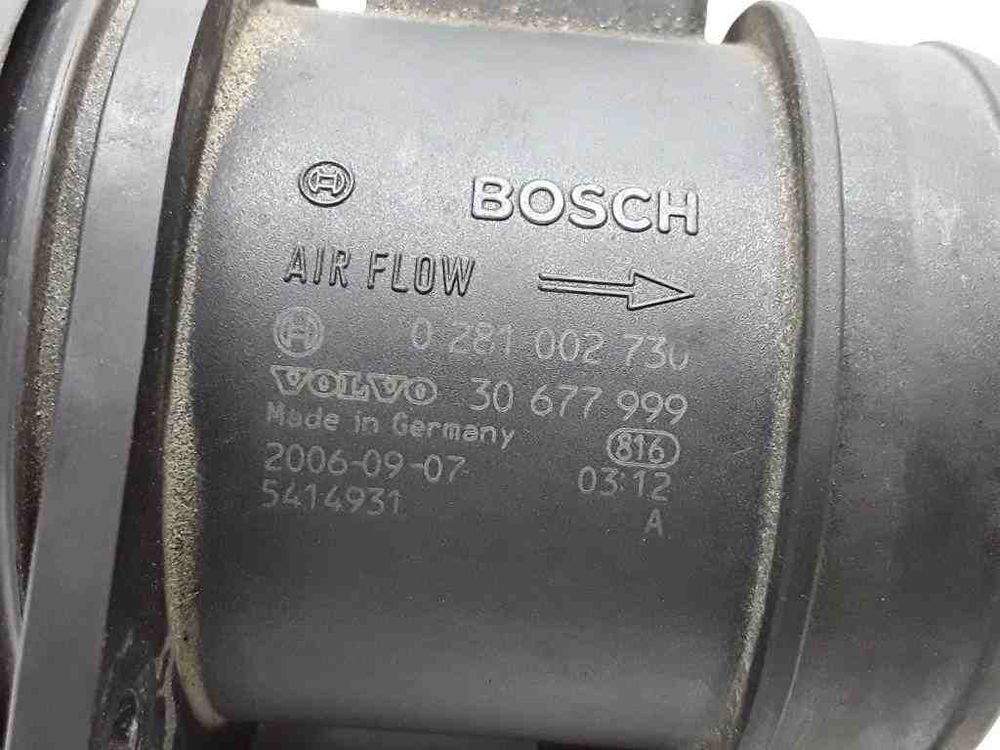 BOSCH
AIR FLOW
0 281 002 730
VOLVO 30 677 999
Made in Germany
816
2006-09-07 03:12
5414931 A